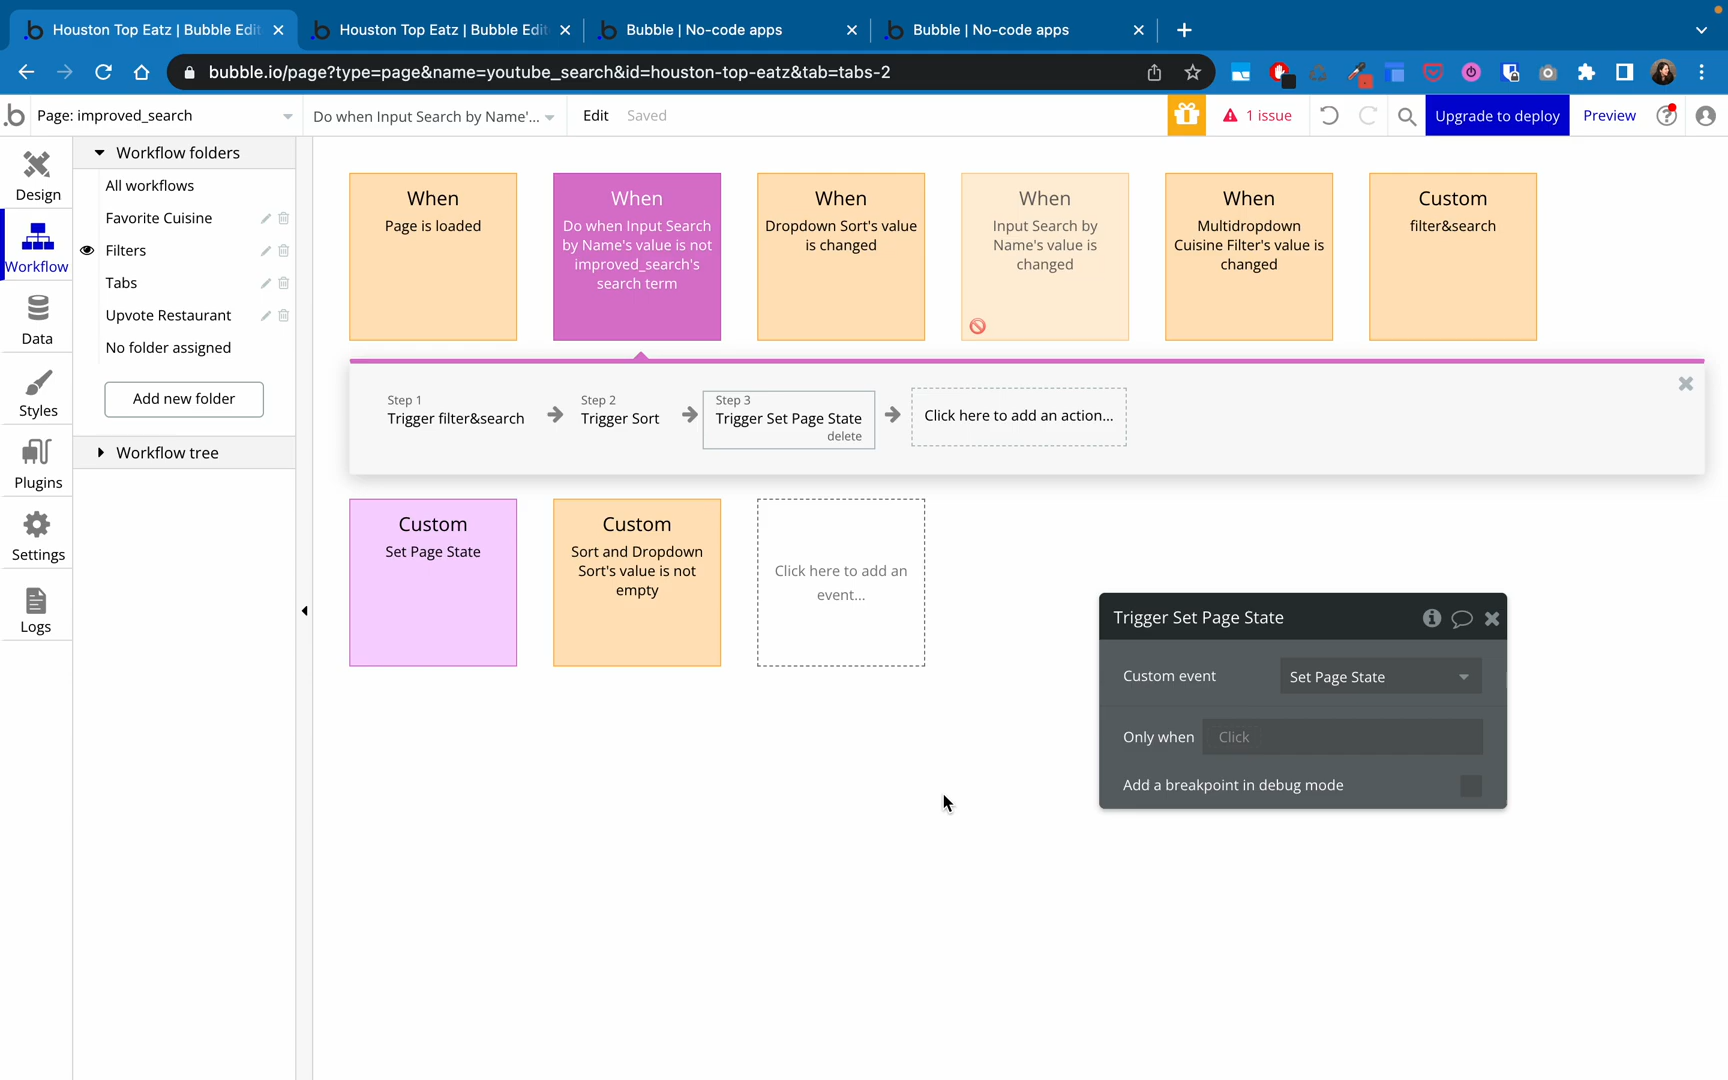 Houston Top Eatz | Bubble Edit
Houston Top Eatz | Bubble Edit
Bubble | No-code apps
Bubble | No-code apps
bubble.io/page?type=page&name=youtube_search&id=houston-top-eatz&tab=tabs-2
Page: improved_search
Do when Input Search by Name'...
Edit
Saved
1 issue
Upgrade to deploy
Preview
Design
Workflow
Data
Styles
Plugins
Settings
Logs
Workflow folders
All workflows
Favorite Cuisine
Filters
Tabs
Upvote Restaurant
No folder assigned
Add new folder
Workflow tree
When
Page is loaded
When
Do when Input Search
by Name's value is not
improved_search's
search term
When
Dropdown Sort's value
is changed
When
Input Search by
Name's value is
changed
When
Multidropdown
Cuisine Filter's value is
changed
Custom
filter&search
Step 1
Trigger filter&search
Step 2
Trigger Sort
Step 3
Trigger Set Page State
delete
Click here to add an action...
Custom
Set Page State
Custom
Sort and Dropdown
Sort's value is not
empty
Click here to add an
event...
Trigger Set Page State
Custom event
Set Page State
Only when
Click
Add a breakpoint in debug mode